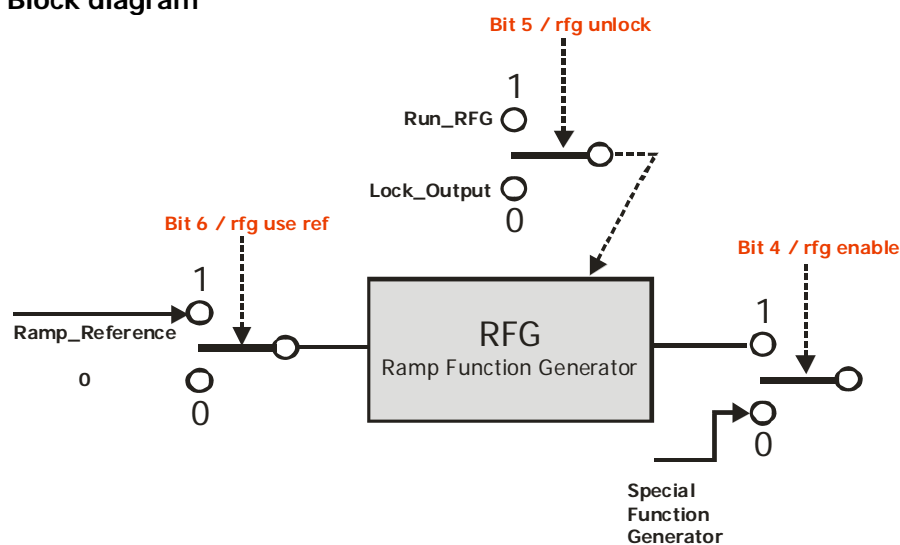 Block diagram
Bit 5 / rfg unlock
1
Run_RFG
Lock_Output
0
Bit 6 / rfg use ref
Bit 4 / rfg enable
1
1
Ramp_Reference
RFG
Ramp Function Generator
0
0
0
Special
Function
Generator